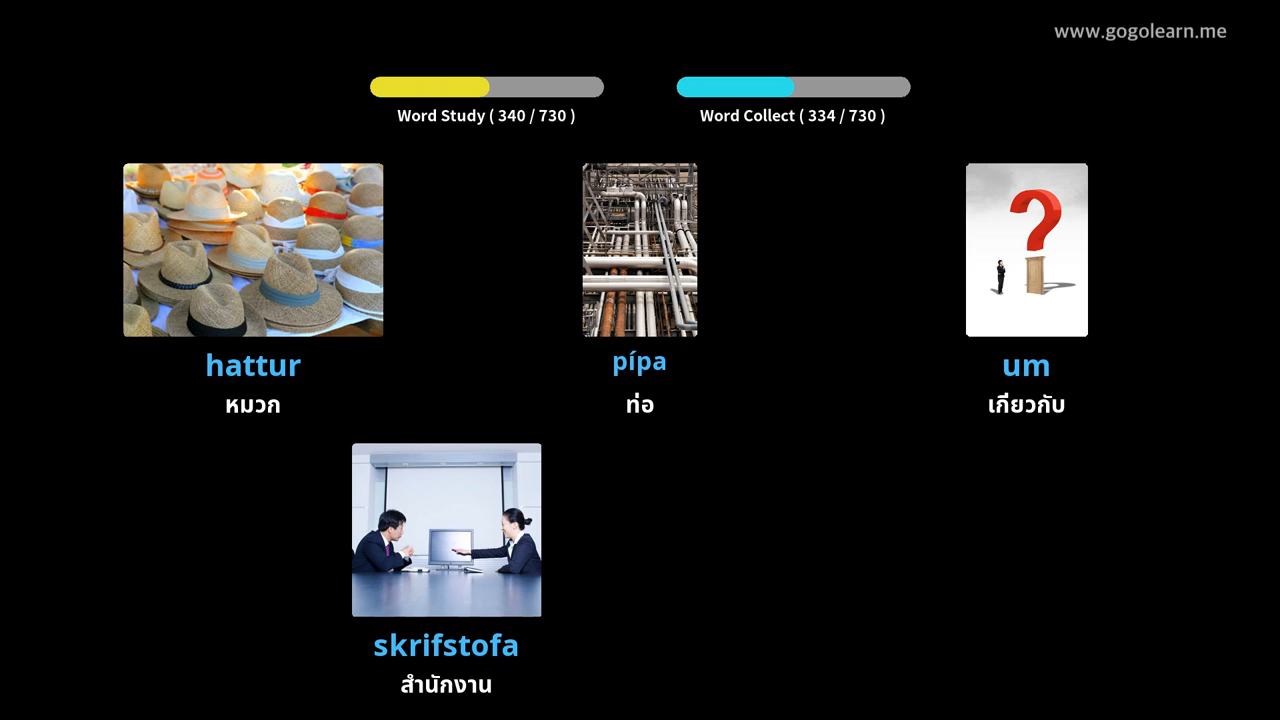 www.gogolearn.me
Word Study ( 340 / 730 )
Word Collect ( 334 / 730 )
hattur
หมวก
pípa
ท่อ
um
เกี่ยวกับ
skrifstofa
สำนักงาน